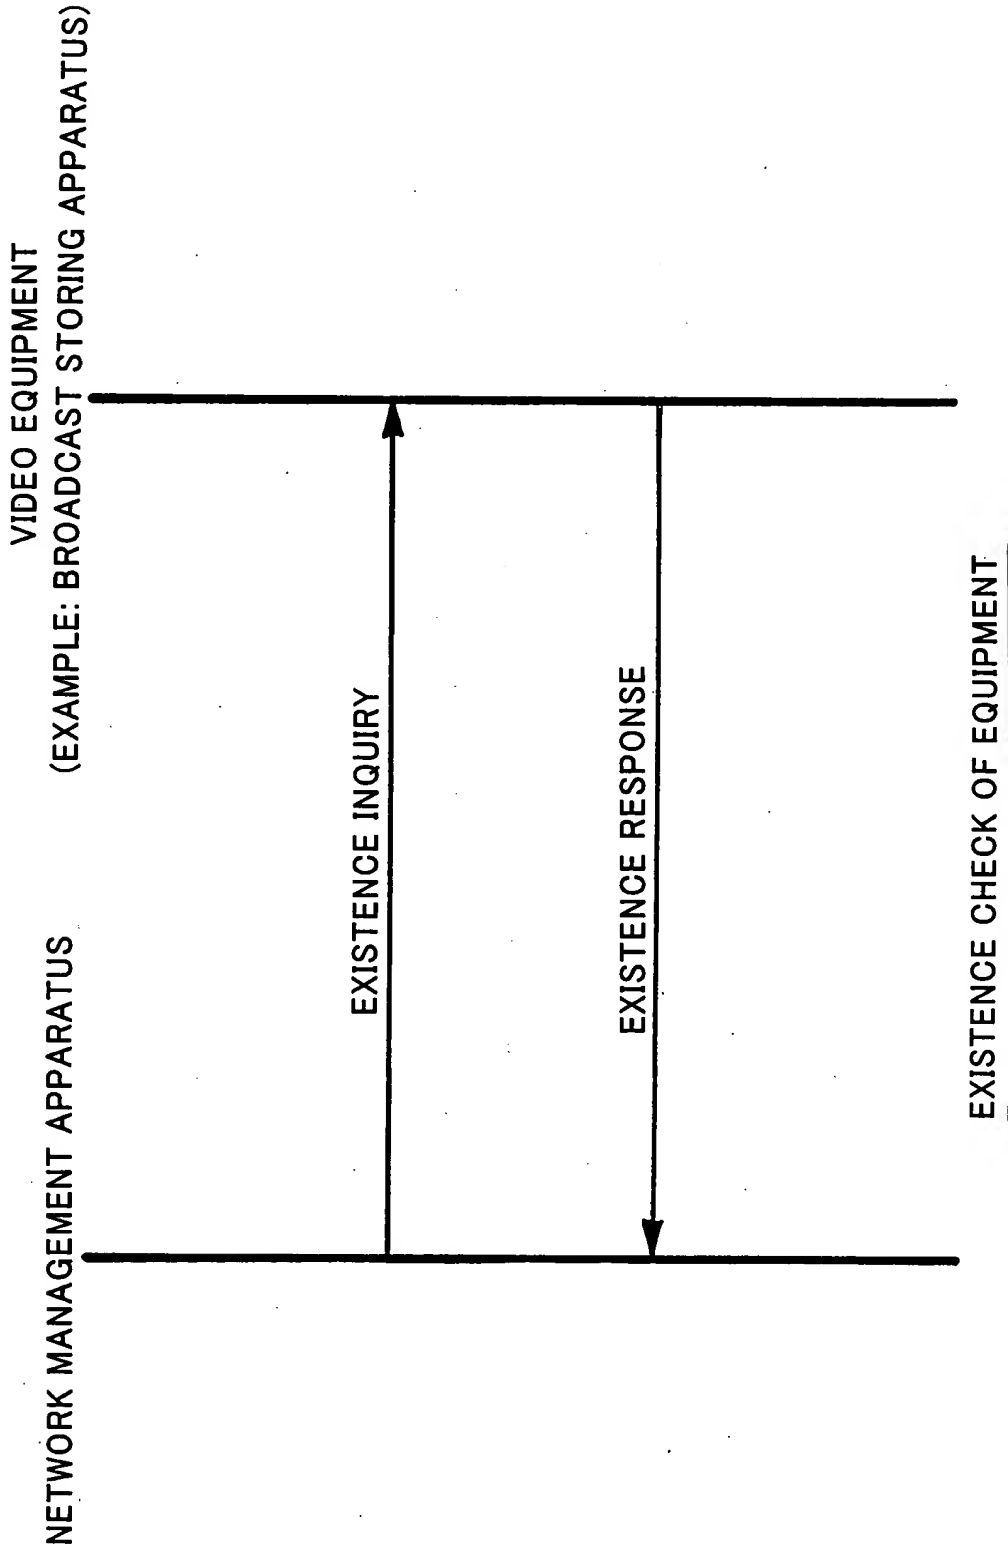 NETWORK MANAGEMENT APPARATUS
VIDEO EQUIPMENT
(EXAMPLE: BROADCAST STORING APPARATUS)
EXISTENCE INQUIRY
EXISTENCE RESPONSE
EXISTENCE CHECK OF EQUIPMENT